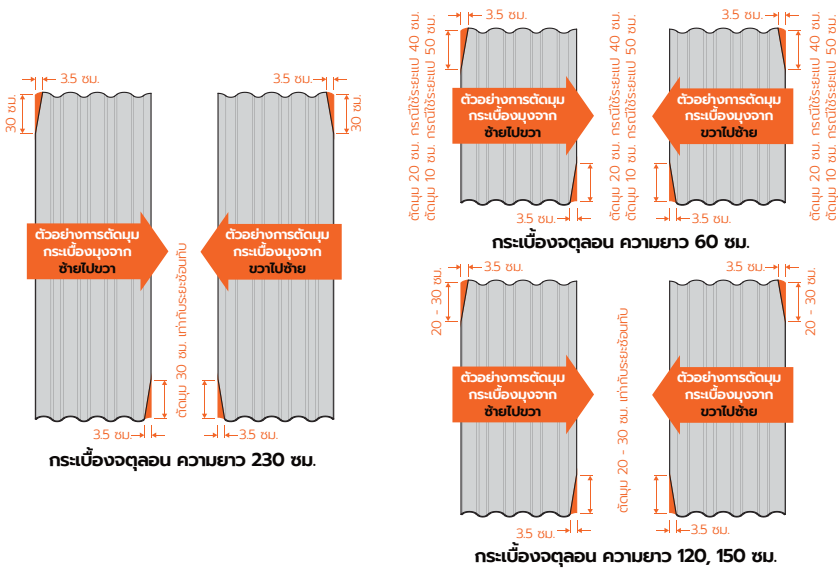 3.5 ซม.
3.5 ซม.
30 ซม.
30 ซม.
ตัวอย่างการตัดมุม
กระเบื้องมุงจาก
ซ้ายไปขวา
ตัวอย่างการตัดมุม
กระเบื้องมุงจาก
ขวาไปซ้าย
ตัดมุม 30 ซม. เท่ากับระยะซ้อนทับ
3.5 ซม.
3.5 ซม.
กระเบื้องจตุลอน ความยาว 230 ซม.
3.5 ซม.
3.5 ซม.
ตัดมุม 20 ซม. กรณีใช้ระยะแป 40 ซม.
ตัดมุม 10 ซม. กรณีใช้ระยะแป 50 ซม.
ตัวอย่างการตัดมุม
กระเบื้องมุงจาก
ซ้ายไปขวา
ตัดมุม 20 ซม. กรณีใช้ระยะแป 40 ซม.
ตัดมุม 10 ซม. กรณีใช้ระยะแป 50 ซม.
ตัวอย่างการตัดมุม
กระเบื้องมุงจาก
ขวาไปซ้าย
ตัดมุม 20 ซม. กรณีใช้ระยะแป 40 ซม.
ตัดมุม 10 ซม. กรณีใช้ระยะแป 50 ซม.
3.5 ซม.
3.5 ซม.
กระเบื้องจตุลอน ความยาว 60 ซม.
3.5 ซม.
3.5 ซม.
20 - 30 ซม.
20 - 30 ซม.
ตัวอย่างการตัดมุม
กระเบื้องมุงจาก
ซ้ายไปขวา
ตัวอย่างการตัดมุม
กระเบื้องมุงจาก
ขวาไปซ้าย
ตัดมุม 20 - 30 ซม. เท่ากับระยะซ้อนทับ
3.5 ซม.
3.5 ซม.
กระเบื้องจตุลอน ความยาว 120, 150 ซม.